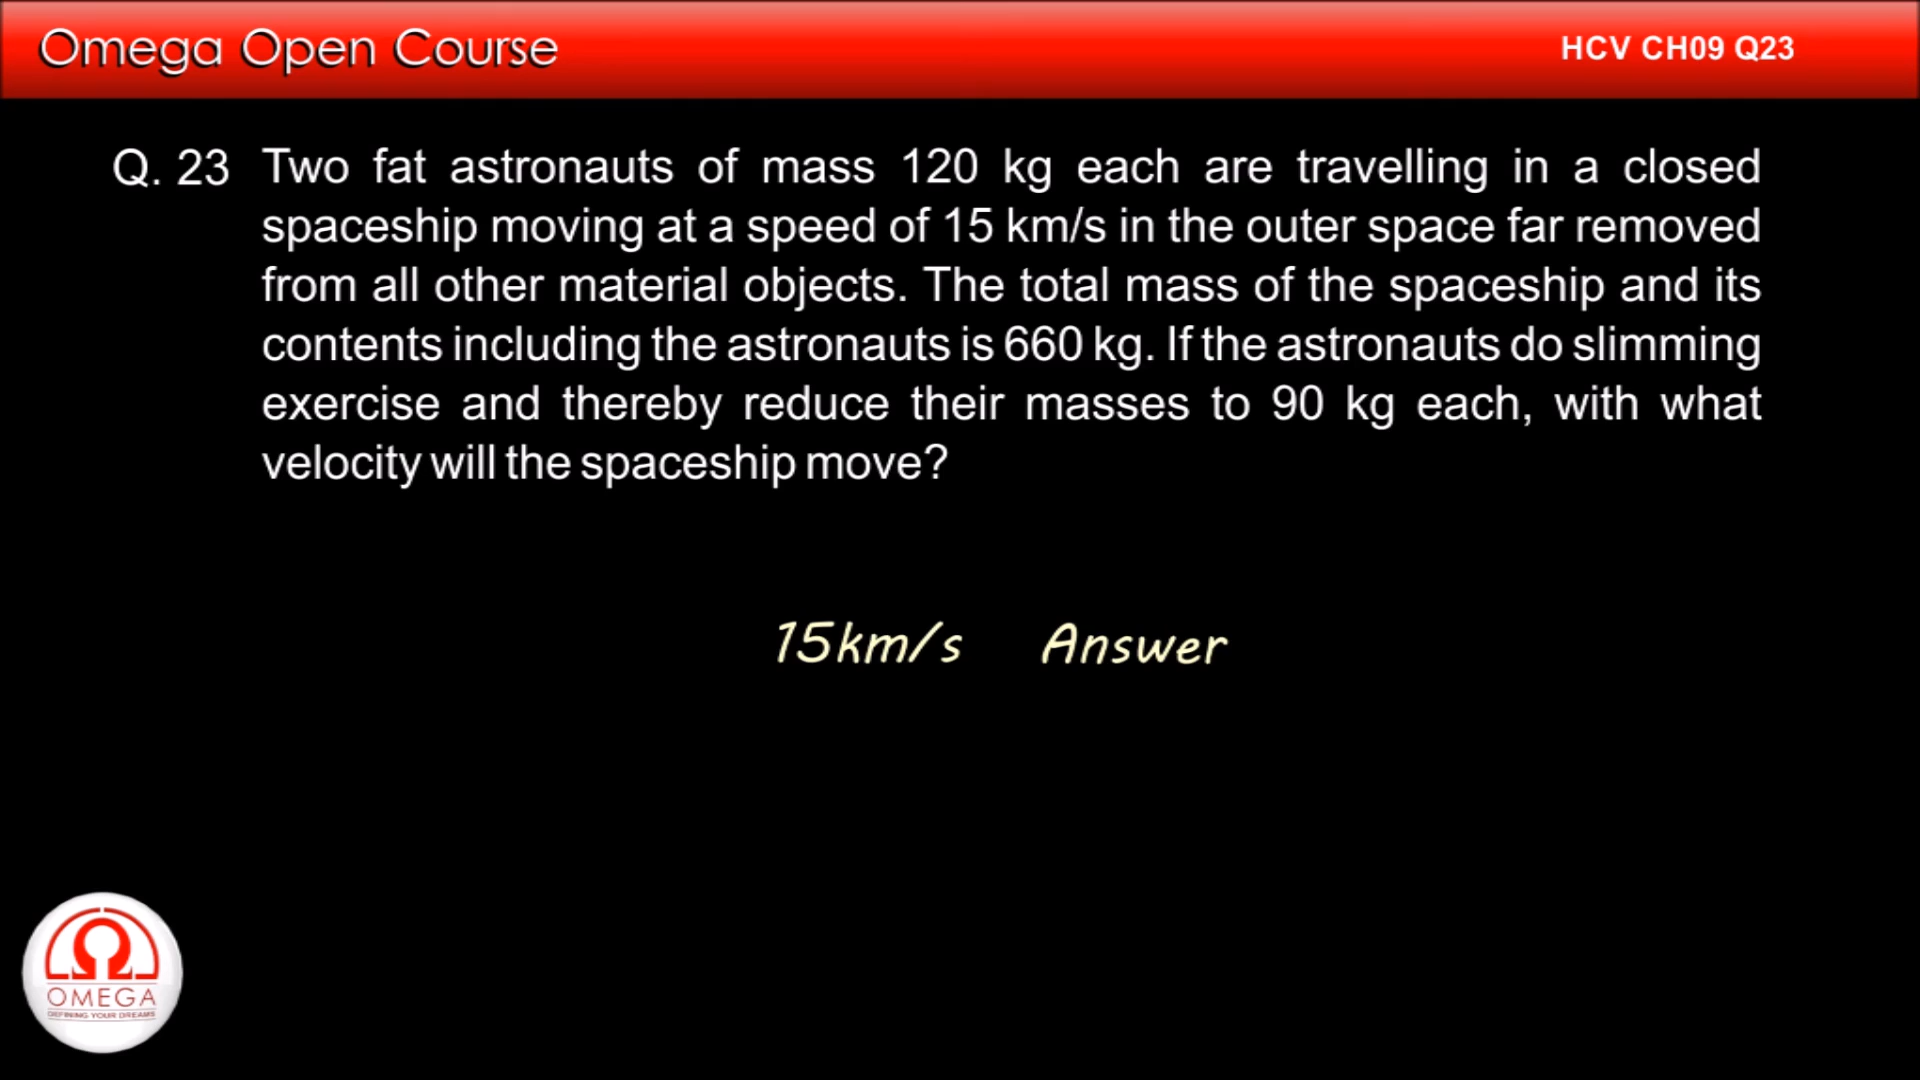 Omega Open Course
HCV CH09 Q23
Q. 23 Two fat astronauts of mass 120 kg each are travelling in a closed
spaceship moving at a speed of 15 km/s in the outer space far removed
from all other material objects. The total mass of the spaceship and its
contents including the astronauts is 660 kg. If the astronauts do slimming
exercise and thereby reduce their masses to 90 kg each, with what
velocity will the spaceship move?
15km/s Answer
OMEGA
DEFINING YOUR DREAMS